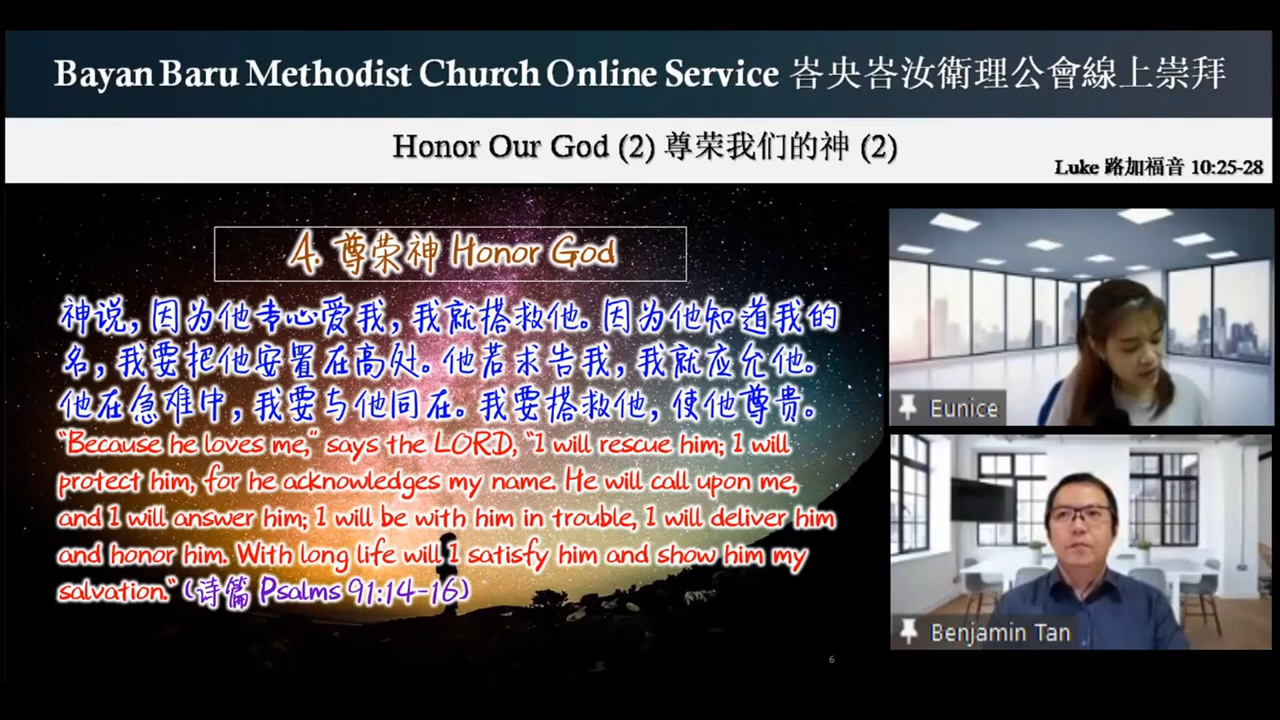 Bayan Baru Methodist Church Online Service 峇央峇汝衛理公會線上崇拜
Honor Our God (2) 尊荣我们的神 (2)
Luke 路加福音 10:25-28
A. 尊荣神 Honor God
神说，因为他专心爱我，我就搭救他。因为他知道我的
名，我要把他安置在高处。他若求告我，我就应允他。
他在急难中，我要与他同在。我要搭救他，使他尊贵。
“Because he loves me,” says the LORD, “I will rescue him; I will
protect him, for he acknowledges my name. He will call upon me,
and I will answer him; I will be with him in trouble, I will deliver him
and honor him. With long life will I satisfy him and show him my
salvation.“ (诗篇 Psalms 91:14-16)
6
Eunice
Benjamin Tan